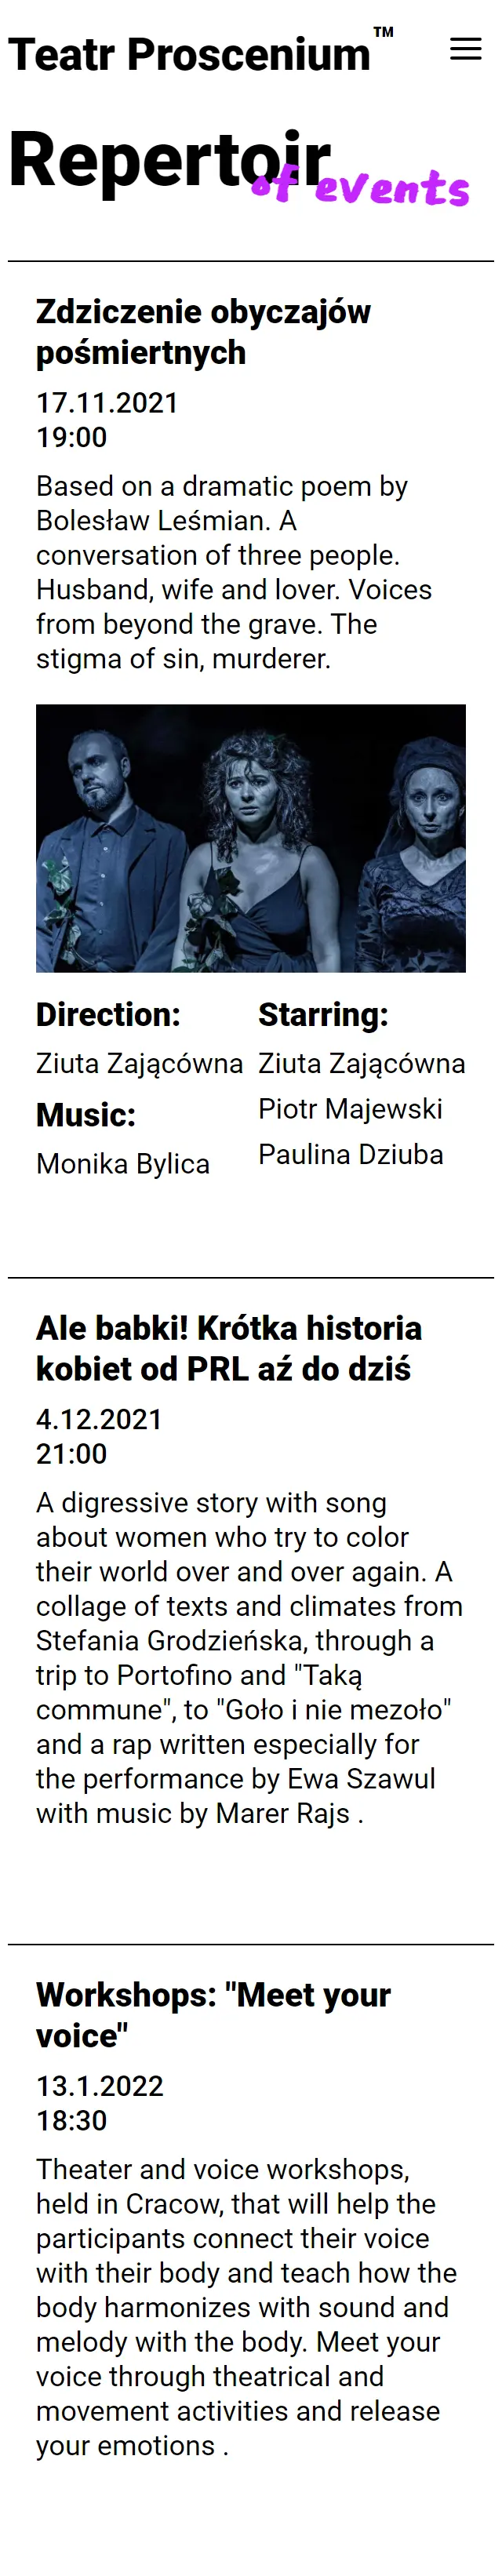 Teatr Proscenium™
Repertoir
of events
Zdziczenie obyczajów
pośmiertnych
17.11.2021
19:00
Based on a dramatic poem by
Bolesław Leśmian. A
conversation of three people.
Husband, wife and lover. Voices
from beyond the grave. The
stigma of sin, murderer.
Direction:
Ziuta Zającówna
Music:
Monika Bylica
Starring:
Ziuta Zającówna
Piotr Majewski
Paulina Dziuba
Ale babki! Krótka historia
kobiet od PRL aź do dziś
4.12.2021
21:00
A digressive story with song
about women who try to color
their world over and over again. A
collage of texts and climates from
Stefania Grodzieńska, through a
trip to Portofino and "Taką
commune", to "Goło i nie mezoło"
and a rap written especially for
the performance by Ewa Szawul
with music by Marer Rajs .
Workshops: "Meet your
voice"
13.1.2022
18:30
Theater and voice workshops,
held in Cracow, that will help the
participants connect their voice
with their body and teach how the
body harmonizes with sound and
melody with the body. Meet your
voice through theatrical and
movement activities and release
your emotions .